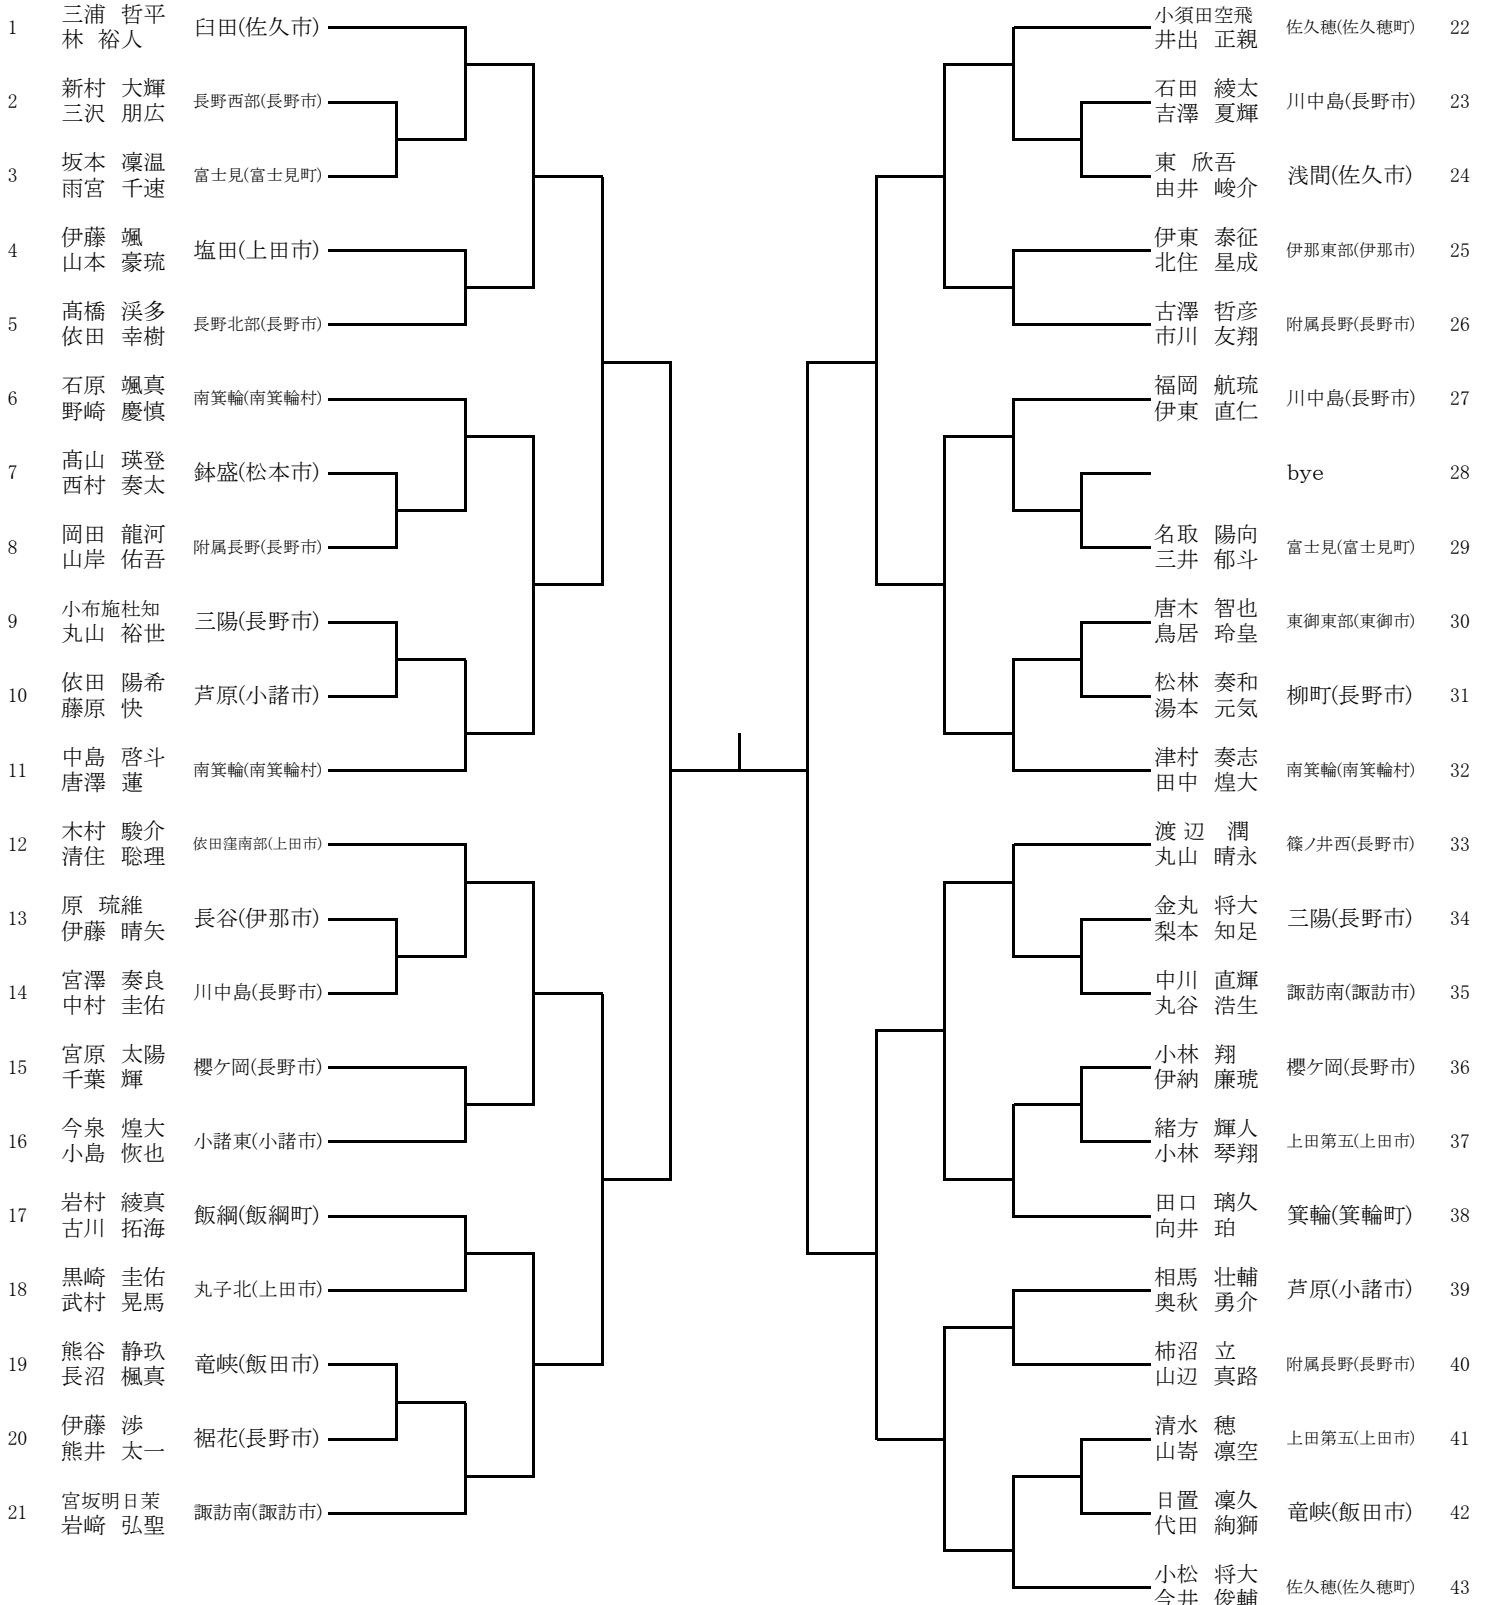 1 三浦 哲平 林 裕人 臼田(佐久市)
2 新村 大輝 三沢 朋広 長野西部(長野市)
3 坂本 凜温 雨宮 千速 富士見(富士見町)
4 伊藤 颯 山本 豪琉 塩田(上田市)
5 髙橋 渓多 依田 幸樹 長野北部(長野市)
6 石原 颯真 野崎 慶慎 南箕輪(南箕輪村)
7 髙山 瑛登 西村 奏太 鉢盛(松本市)
8 岡田 龍河 山岸 佑吾 附属長野(長野市)
9 小布施杜知 丸山 裕世 三陽(長野市)
10 依田 陽希 藤原 快 芦原(小諸市)
11 中島 啓斗 唐澤 蓮 南箕輪(南箕輪村)
12 木村 駿介 清住 聡理 依田窪南部(上田市)
13 原 琉維 伊藤 晴矢 長谷(伊那市)
14 宮澤 奏良 中村 圭佑 川中島(長野市)
15 宮原 太陽 千葉 輝 櫻ケ岡(長野市)
16 今泉 煌大 小島 恢也 小諸東(小諸市)
17 岩村 綾真 古川 拓海 飯綱(飯綱町)
18 黒崎 圭佑 武村 晃馬 丸子北(上田市)
19 熊谷 静玖 長沼 楓真 竜峡(飯田市)
20 伊藤 渉 熊井 太一 裾花(長野市)
21 宮坂明日茉 岩﨑 弘聖 諏訪南(諏訪市)
小須田空飛 井出 正親 佐久穂(佐久穂町) 22
石田 綾太 吉澤 夏輝 川中島(長野市) 23
東 欣吾 由井 峻介 浅間(佐久市) 24
伊東 泰征 北住 星成 伊那東部(伊那市) 25
古澤 哲彦 市川 友翔 附属長野(長野市) 26
福岡 航琉 伊東 直仁 川中島(長野市) 27
bye 28
名取 陽向 三井 郁斗 富士見(富士見町) 29
唐木 智也 鳥居 玲皇 東御東部(東御市) 30
松林 奏和 湯本 元気 柳町(長野市) 31
津村 奏志 田中 煌大 南箕輪(南箕輪村) 32
渡辺 潤 丸山 晴永 篠ノ井西(長野市) 33
金丸 将大 梨本 知足 三陽(長野市) 34
中川 直輝 丸谷 浩生 諏訪南(諏訪市) 35
小林 翔 伊納 廉琥 櫻ケ岡(長野市) 36
緒方 輝人 小林 琴翔 上田第五(上田市) 37
田口 璃久 向井 珀 箕輪(箕輪町) 38
相馬 壮輔 奥秋 勇介 芦原(小諸市) 39
柿沼 立 山辺 真路 附属長野(長野市) 40
清水 穂 山寄 凛空 上田第五(上田市) 41
日置 凜久 代田 絢獅 竜峡(飯田市) 42
小松 将大 今井 俊輔 佐久穂(佐久穂町) 43